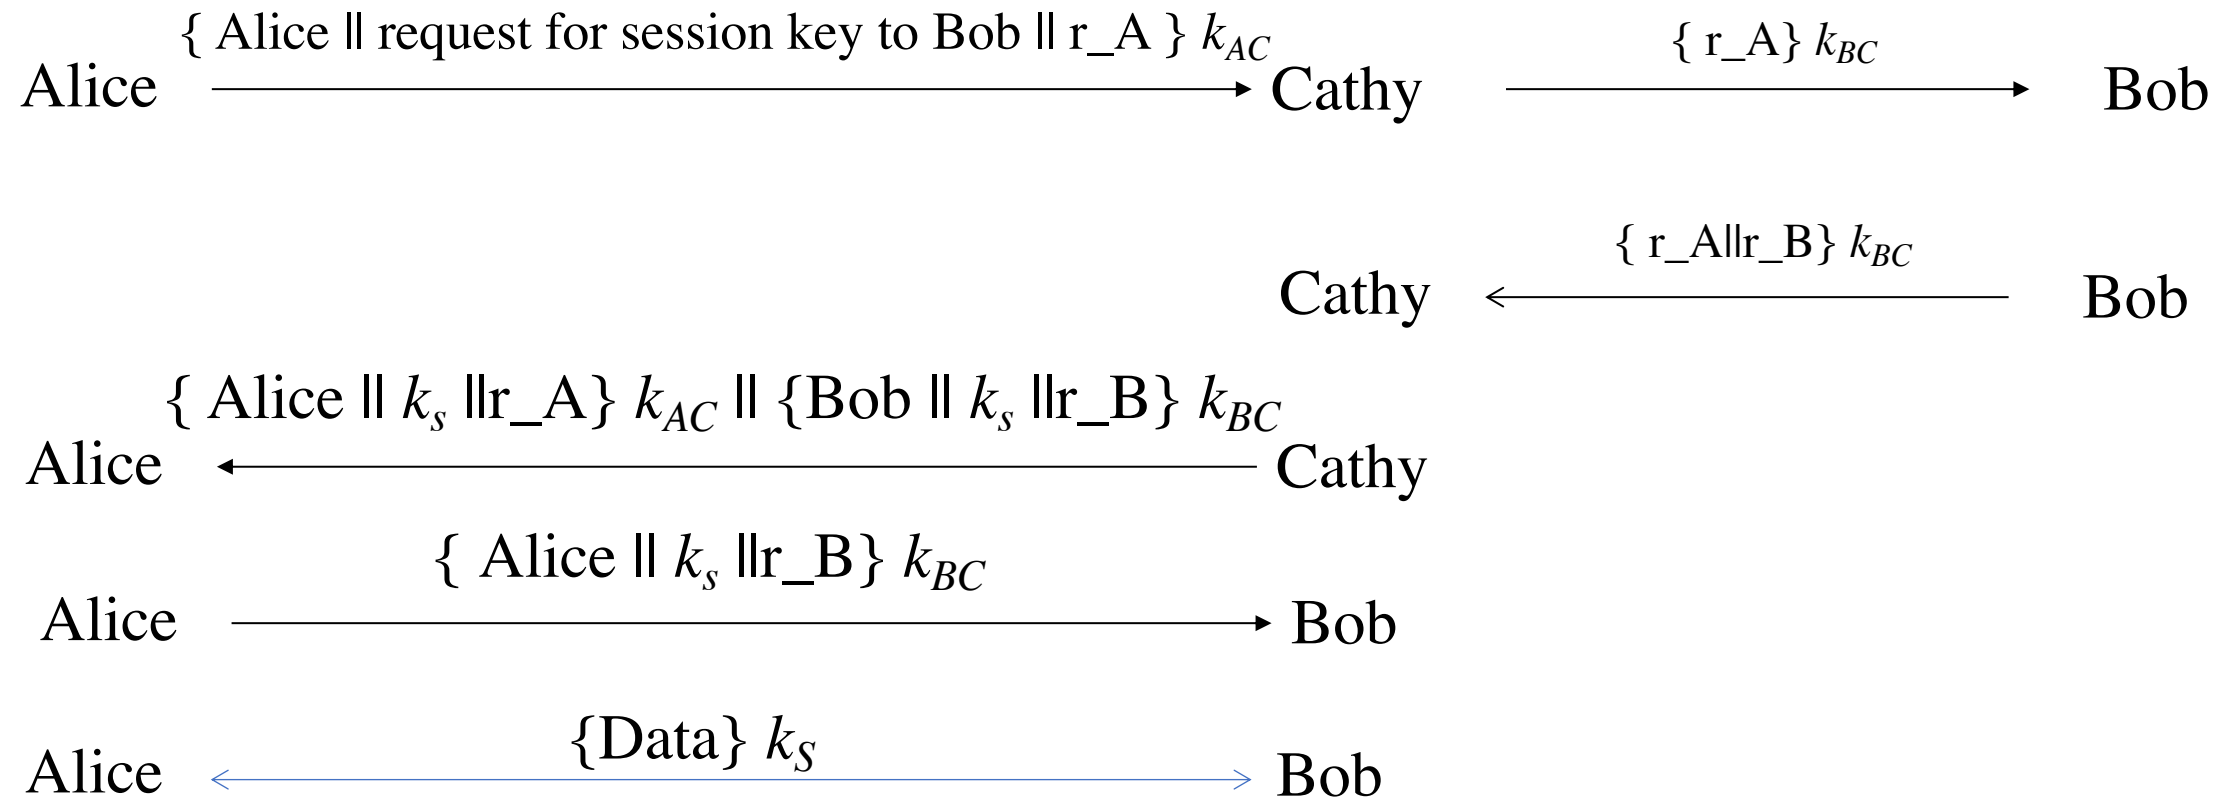 { Alice || request for session key to Bob || r_A } k_AC
{ r_A} k_BC
Alice
Cathy
Bob
{ r_A||r_B} k_BC
Cathy
Bob
{ Alice || k_s ||r_A} k_AC || {Bob || k_s ||r_B} k_BC
Alice
Cathy
{ Alice || k_s ||r_B} k_BC
Alice
Bob
{Data} k_S
Alice
Bob